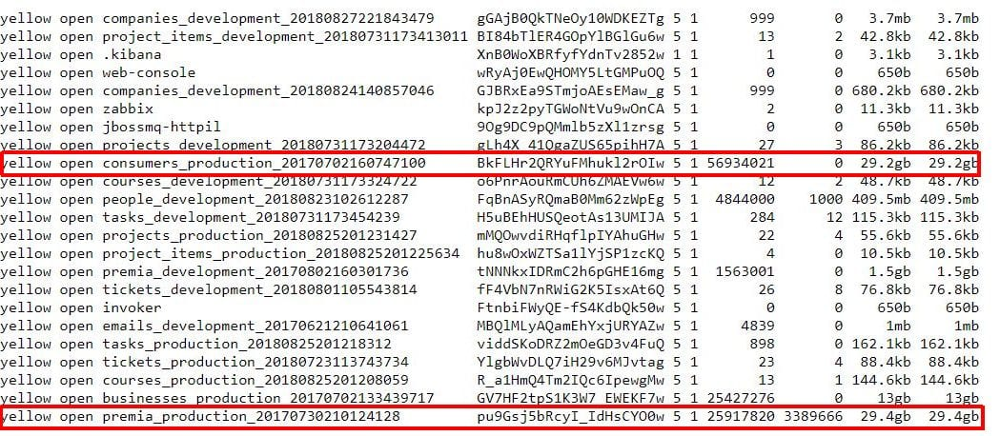 yellow open companies_development_20180827221843479 gGAjB0QkTNeOy10WDKEZTg 5 1 999 0 3.7mb 3.7mb
yellow open project_items_development_20180731173413011 BI84bTlER4GOpYlBGlGu6w 5 1 13 2 42.8kb 42.8kb
yellow open .kibana XnB0WoXBRfyfYdnTv2852w 1 1 1 0 3.1kb 3.1kb
yellow open web-console wRyAj0EwQHOMY5LtGMPuOQ 5 1 0 0 650b 650b
yellow open companies_development_20180824140857046 GJBRxEa9STmjoAEsEMaw_g 5 1 999 0 680.2kb 680.2kb
yellow open zabbix kpJ2z2pyTGWoNtVu9wOnCA 5 1 2 0 11.3kb 11.3kb
yellow open jbossmq-httpil 9Og9DC9pQMmlb5zXl1zrsg 5 1 0 0 650b 650b
yellow open projects_development_20180731173204472 gLh4X_41QgaZUS65pihH7A 5 1 27 3 86.2kb 86.2kb
yellow open consumers_production_20170702160747100 BkFLHr2QRYuFMhukl2rOIw 5 1 56934021 0 29.2gb 29.2gb
yellow open courses_development_20180731173324722 o6PnrAouRmCUh6ZMAEVw6w 5 1 12 2 48.7kb 48.7kb
yellow open people_development_20180823102612287 FqBnASyRQmaB0Mm62zWpEg 5 1 4844000 1000 409.5mb 409.5mb
yellow open tasks_development_20180731173454239 H5uBEhHUSQeotAs13UMIJA 5 1 284 12 115.3kb 115.3kb
yellow open projects_production_20180825201231427 mMQOwvdiRHqflpIYAhuGHw 5 1 22 4 55.6kb 55.6kb
yellow open project_items_production_20180825201225634 hu8wOxWZTSa1lYjSP1zcKQ 5 1 4 0 10.5kb 10.5kb
yellow open premia_development_20170802160301736 tNNNkxIDRmC2h6pGHE16mg 5 1 1563001 0 1.5gb 1.5gb
yellow open tickets_development_20180801105543814 fF4VbN7nRWiG2K5IsxAt6Q 5 1 26 8 76.8kb 76.8kb
yellow open invoker FtnbiFWyQE-fS4KdbQk50w 5 1 0 0 650b 650b
yellow open emails_development_20170621210641061 MBQlMLyAQamEhYxjURYAZw 5 1 4839 0 1mb 1mb
yellow open tasks_production_20180825201218312 viddSKoDRZ2mOeGD3v4FuQ 5 1 898 0 162.1kb 162.1kb
yellow open tickets_production_20180723113743734 YlgbWvDLQ7iH29v6MJvtag 5 1 23 4 88.4kb 88.4kb
yellow open courses_production_20180825201208059 R_a1HmQ4Tm2IQc6IpewgMw 5 1 13 1 144.6kb 144.6kb
yellow open businesses_production_20170702133439717 GV7HF2tpS1K3W7_EWEKF7w 5 1 25427276 0 13gb 13gb
yellow open premia_production_20170730210124128 pu9Gsj5bRcyI_IdHsCYO0w 5 1 25917820 3389666 29.4gb 29.4gb